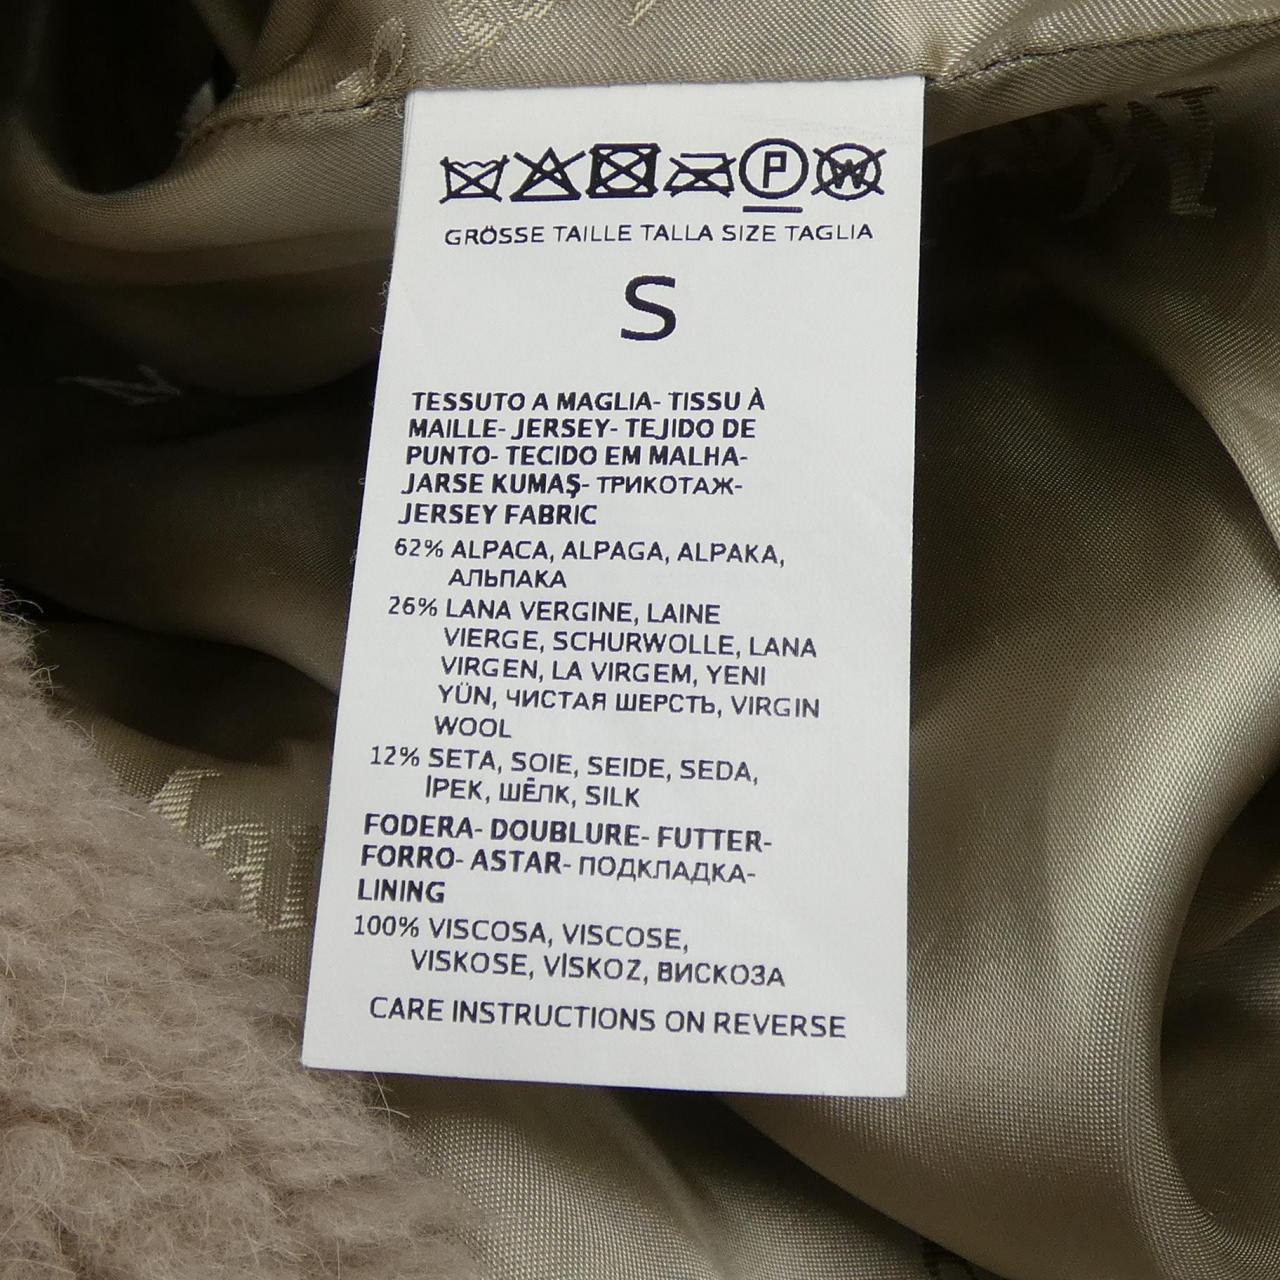 P W
GRÖSSE TAILLE TALLA SIZE TAGLIA
S
TESSUTO A MAGLIA- TISSU À
MAILLE- JERSEY- TEJIDO DE
PUNTO- TECIDO EM MALHA-
JARSE KUMAŞ- ТРИКОТАЖ-
JERSEY FABRIC
62% ALPACA, ALPAGA, ALPAKA,
АЛЬПАКА
26% LANA VERGINE, LAINE
VIERGE, SCHURWOLLE, LANA
VIRGEN, LA VIRGEM, YENI
YÜN, ЧИСТАЯ ШЕРСТЬ, VIRGIN
WOOL
12% SETA, SOIE, SEIDE, SEDA,
İPEK, ШЁЛК, SILK
FODERA- DOUBLURE- FUTTER-
FORRO- ASTAR- ПОДКЛАДКА-
LINING
100% VISCOSA, VISCOSE,
VISKOSE, VİSKOZ, ВИСКОЗА
CARE INSTRUCTIONS ON REVERSE